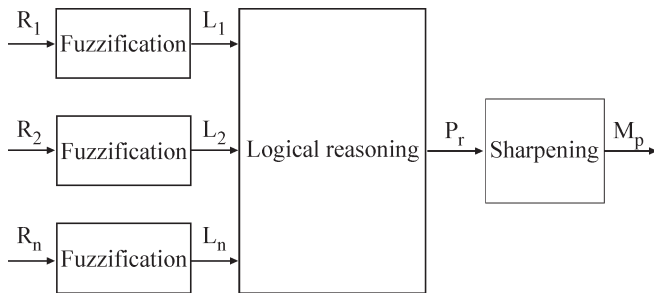 R₁ Fuzzification L₁
R₂ Fuzzification L₂ Logical reasoning Pᵣ Sharpening Mₚ
Rₙ Fuzzification Lₙ